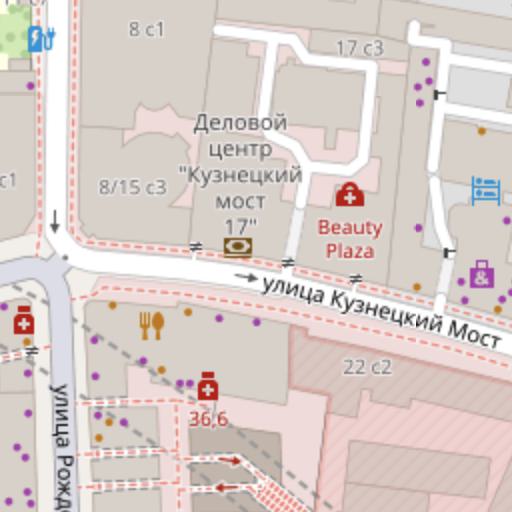 8 с1
17 с3
Деловой
центр
"Кузнецкий
мост
17"
с1
8/15 с3
Beauty
Plaza
улица Кузнецкий Мост
22 с2
36,6
улица Рожд